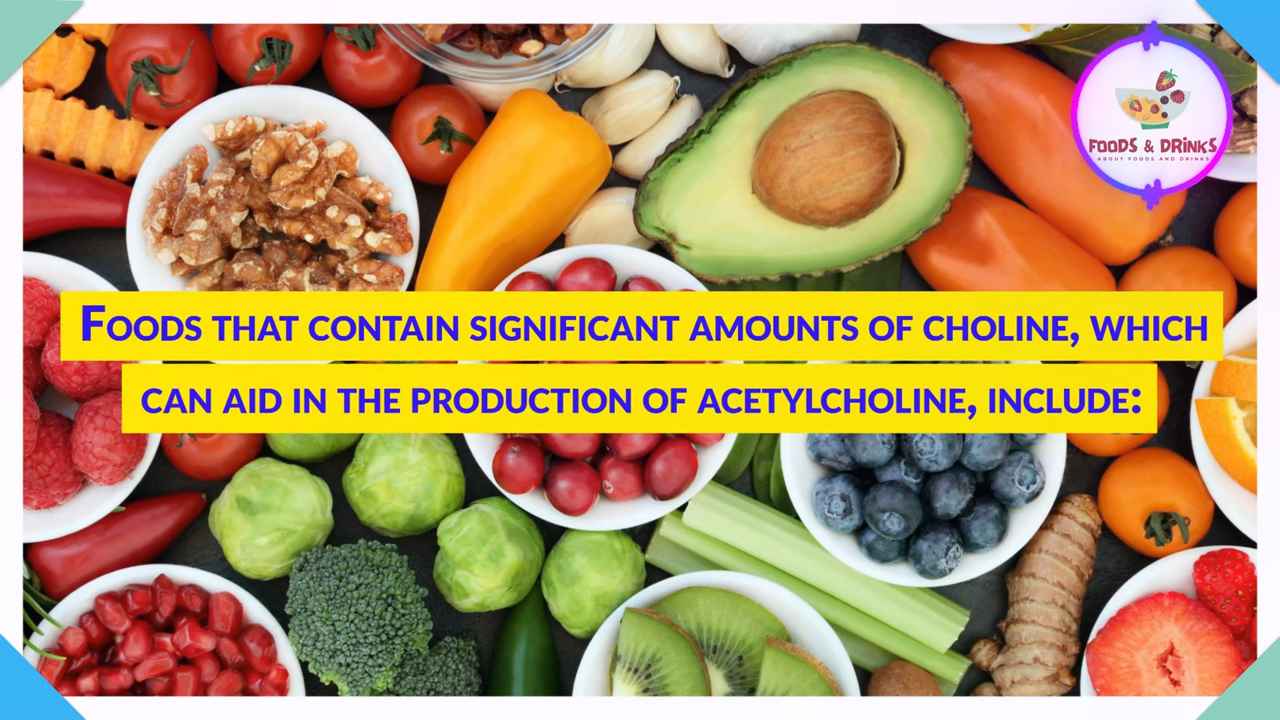 FOODS & DRINKS
ABOUT FOODS AND DRINKS
FOODS THAT CONTAIN SIGNIFICANT AMOUNTS OF CHOLINE, WHICH
CAN AID IN THE PRODUCTION OF ACETYLCHOLINE, INCLUDE: